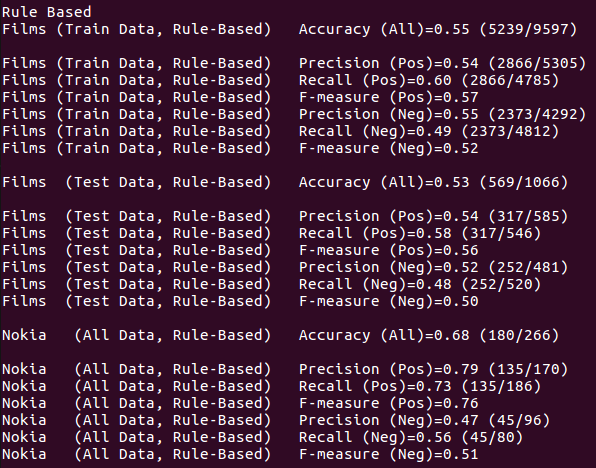 Rule Based
Films (Train Data, Rule-Based) Accuracy (All)=0.55 (5239/9597)
Films (Train Data, Rule-Based) Precision (Pos)=0.54 (2866/5305)
Films (Train Data, Rule-Based) Recall (Pos)=0.60 (2866/4785)
Films (Train Data, Rule-Based) F-measure (Pos)=0.57
Films (Train Data, Rule-Based) Precision (Neg)=0.55 (2373/4292)
Films (Train Data, Rule-Based) Recall (Neg)=0.49 (2373/4812)
Films (Train Data, Rule-Based) F-measure (Neg)=0.52
Films (Test Data, Rule-Based) Accuracy (All)=0.53 (569/1066)
Films (Test Data, Rule-Based) Precision (Pos)=0.54 (317/585)
Films (Test Data, Rule-Based) Recall (Pos)=0.58 (317/546)
Films (Test Data, Rule-Based) F-measure (Pos)=0.56
Films (Test Data, Rule-Based) Precision (Neg)=0.52 (252/481)
Films (Test Data, Rule-Based) Recall (Neg)=0.48 (252/520)
Films (Test Data, Rule-Based) F-measure (Neg)=0.50
Nokia (All Data, Rule-Based) Accuracy (All)=0.68 (180/266)
Nokia (All Data, Rule-Based) Precision (Pos)=0.79 (135/170)
Nokia (All Data, Rule-Based) Recall (Pos)=0.73 (135/186)
Nokia (All Data, Rule-Based) F-measure (Pos)=0.76
Nokia (All Data, Rule-Based) Precision (Neg)=0.47 (45/96)
Nokia (All Data, Rule-Based) Recall (Neg)=0.56 (45/80)
Nokia (All Data, Rule-Based) F-measure (Neg)=0.51